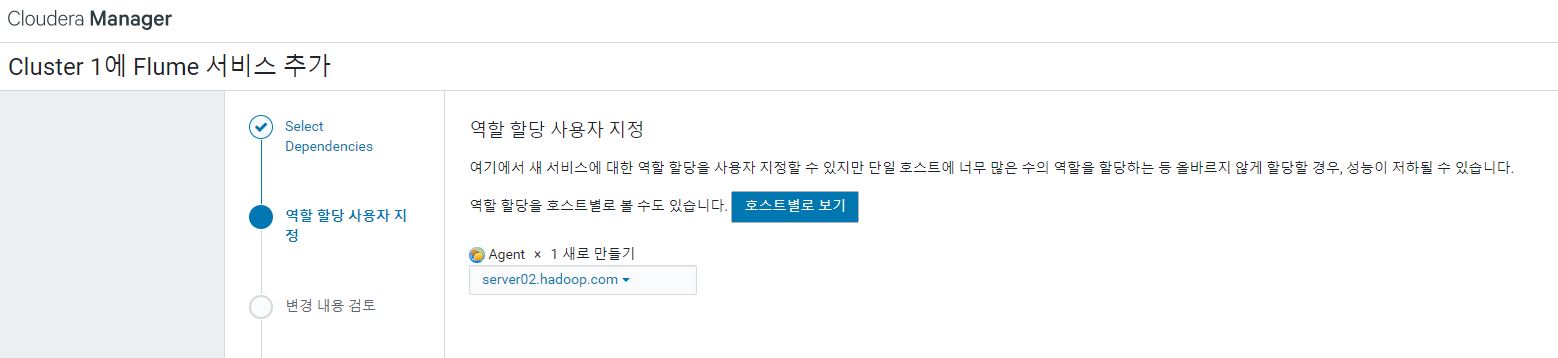 Cloudera Manager
Cluster 1에 Flume 서비스 추가
Select
Dependencies
역할 할당 사용자 지
정
변경 내용 검토
역할 할당 사용자 지정
여기에서 새 서비스에 대한 역할 할당을 사용자 지정할 수 있지만 단일 호스트에 너무 많은 수의 역할을 할당하는 등 올바르지 않게 할당할 경우, 성능이 저하될 수 있습니다.
역할 할당을 호스트별로 볼 수도 있습니다. 호스트별로 보기
Agent × 1 새로 만들기
server02.hadoop.com